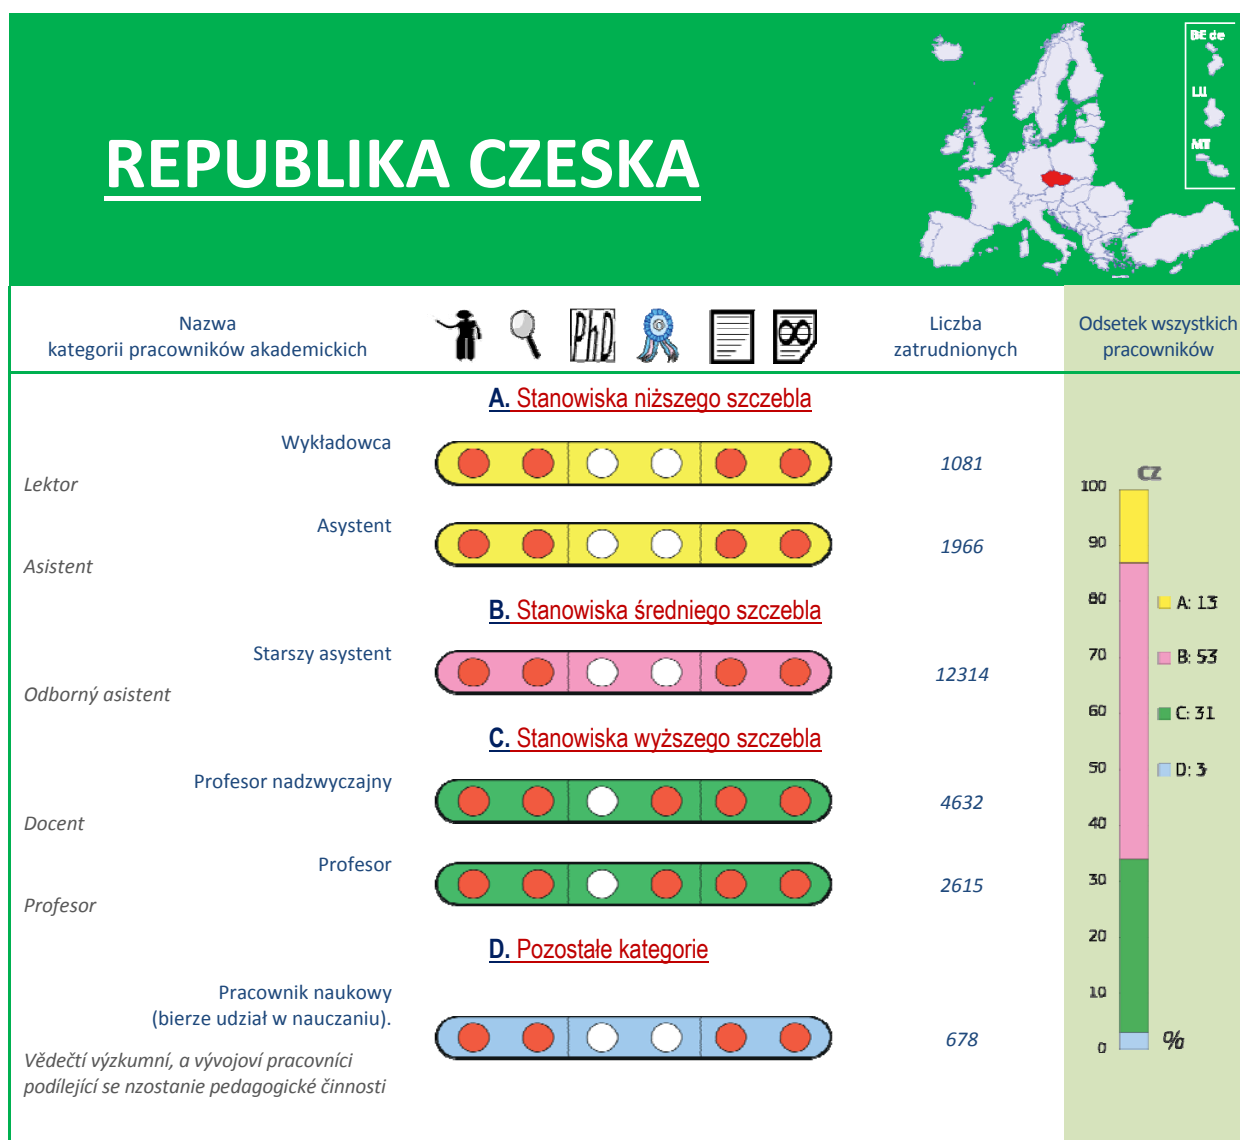 REPUBLIKA CZESKA
BE de
LU
MT
Nazwa
kategorii pracowników akademickich
PhD
Liczba
zatrudnionych
Odsetek wszystkich
pracowników
A. Stanowiska niższego szczebla
Wykładowca
Lektor
1081
Asystent
Asistent
1966
B. Stanowiska średniego szczebla
Starszy asystent
Odborný asistent
12314
C. Stanowiska wyższego szczebla
Profesor nadzwyczajny
Docent
4632
Profesor
Profesor
2615
D. Pozostałe kategorie
Pracownik naukowy
(bierze udział w nauczaniu).
Vědečtí výzkumní, a vývojoví pracovníci
podílející se nzostanie pedagogické činnosti
678
CZ
100
90
80
70
60
50
40
30
20
10
0
%
A: 13
B: 53
C: 31
D: 3